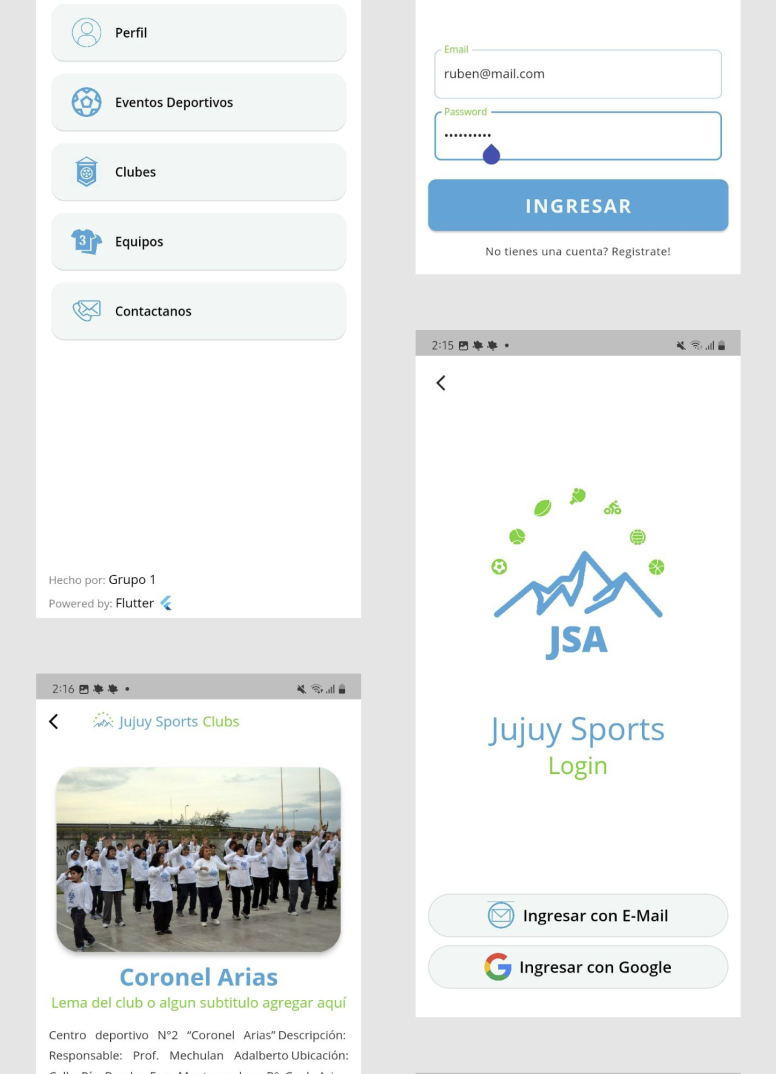 Perfil
Eventos Deportivos
Clubes
3
Equipos
Contactanos
Hecho por: Grupo 1
Powered by: Flutter
2:16
Jujuy Sports Clubs
Coronel Arias
Lema del club o algun subtitulo agregar aquí
Centro deportivo N°2 “Coronel Arias” Descripción:
Responsable: Prof. Mechulan Adalberto Ubicación:
Email
ruben@mail.com
Password
••••••••••
INGRESAR
No tienes una cuenta? Registrate!
2:15
JSA
Jujuy Sports
Login
Ingresar con E-Mail
Ingresar con Google